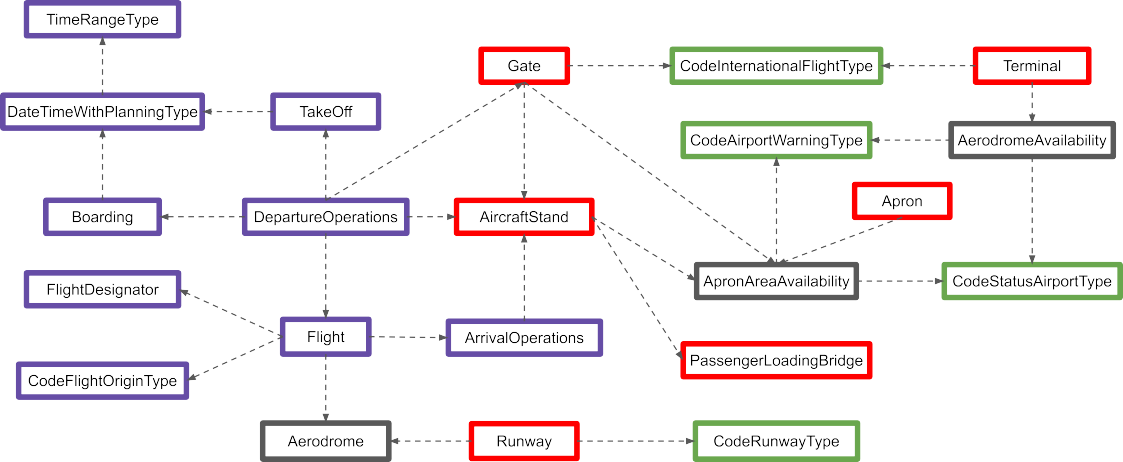 TimeRangeType
Gate
CodeInternationalFlightType
Terminal
DateTimeWithPlanningType
TakeOff
CodeAirportWarningType
AerodromeAvailability
Boarding
DepartureOperations
AircraftStand
Apron
FlightDesignator
ApronAreaAvailability
CodeStatusAirportType
Flight
ArrivalOperations
PassengerLoadingBridge
CodeFlightOriginType
Aerodrome
Runway
CodeRunwayType